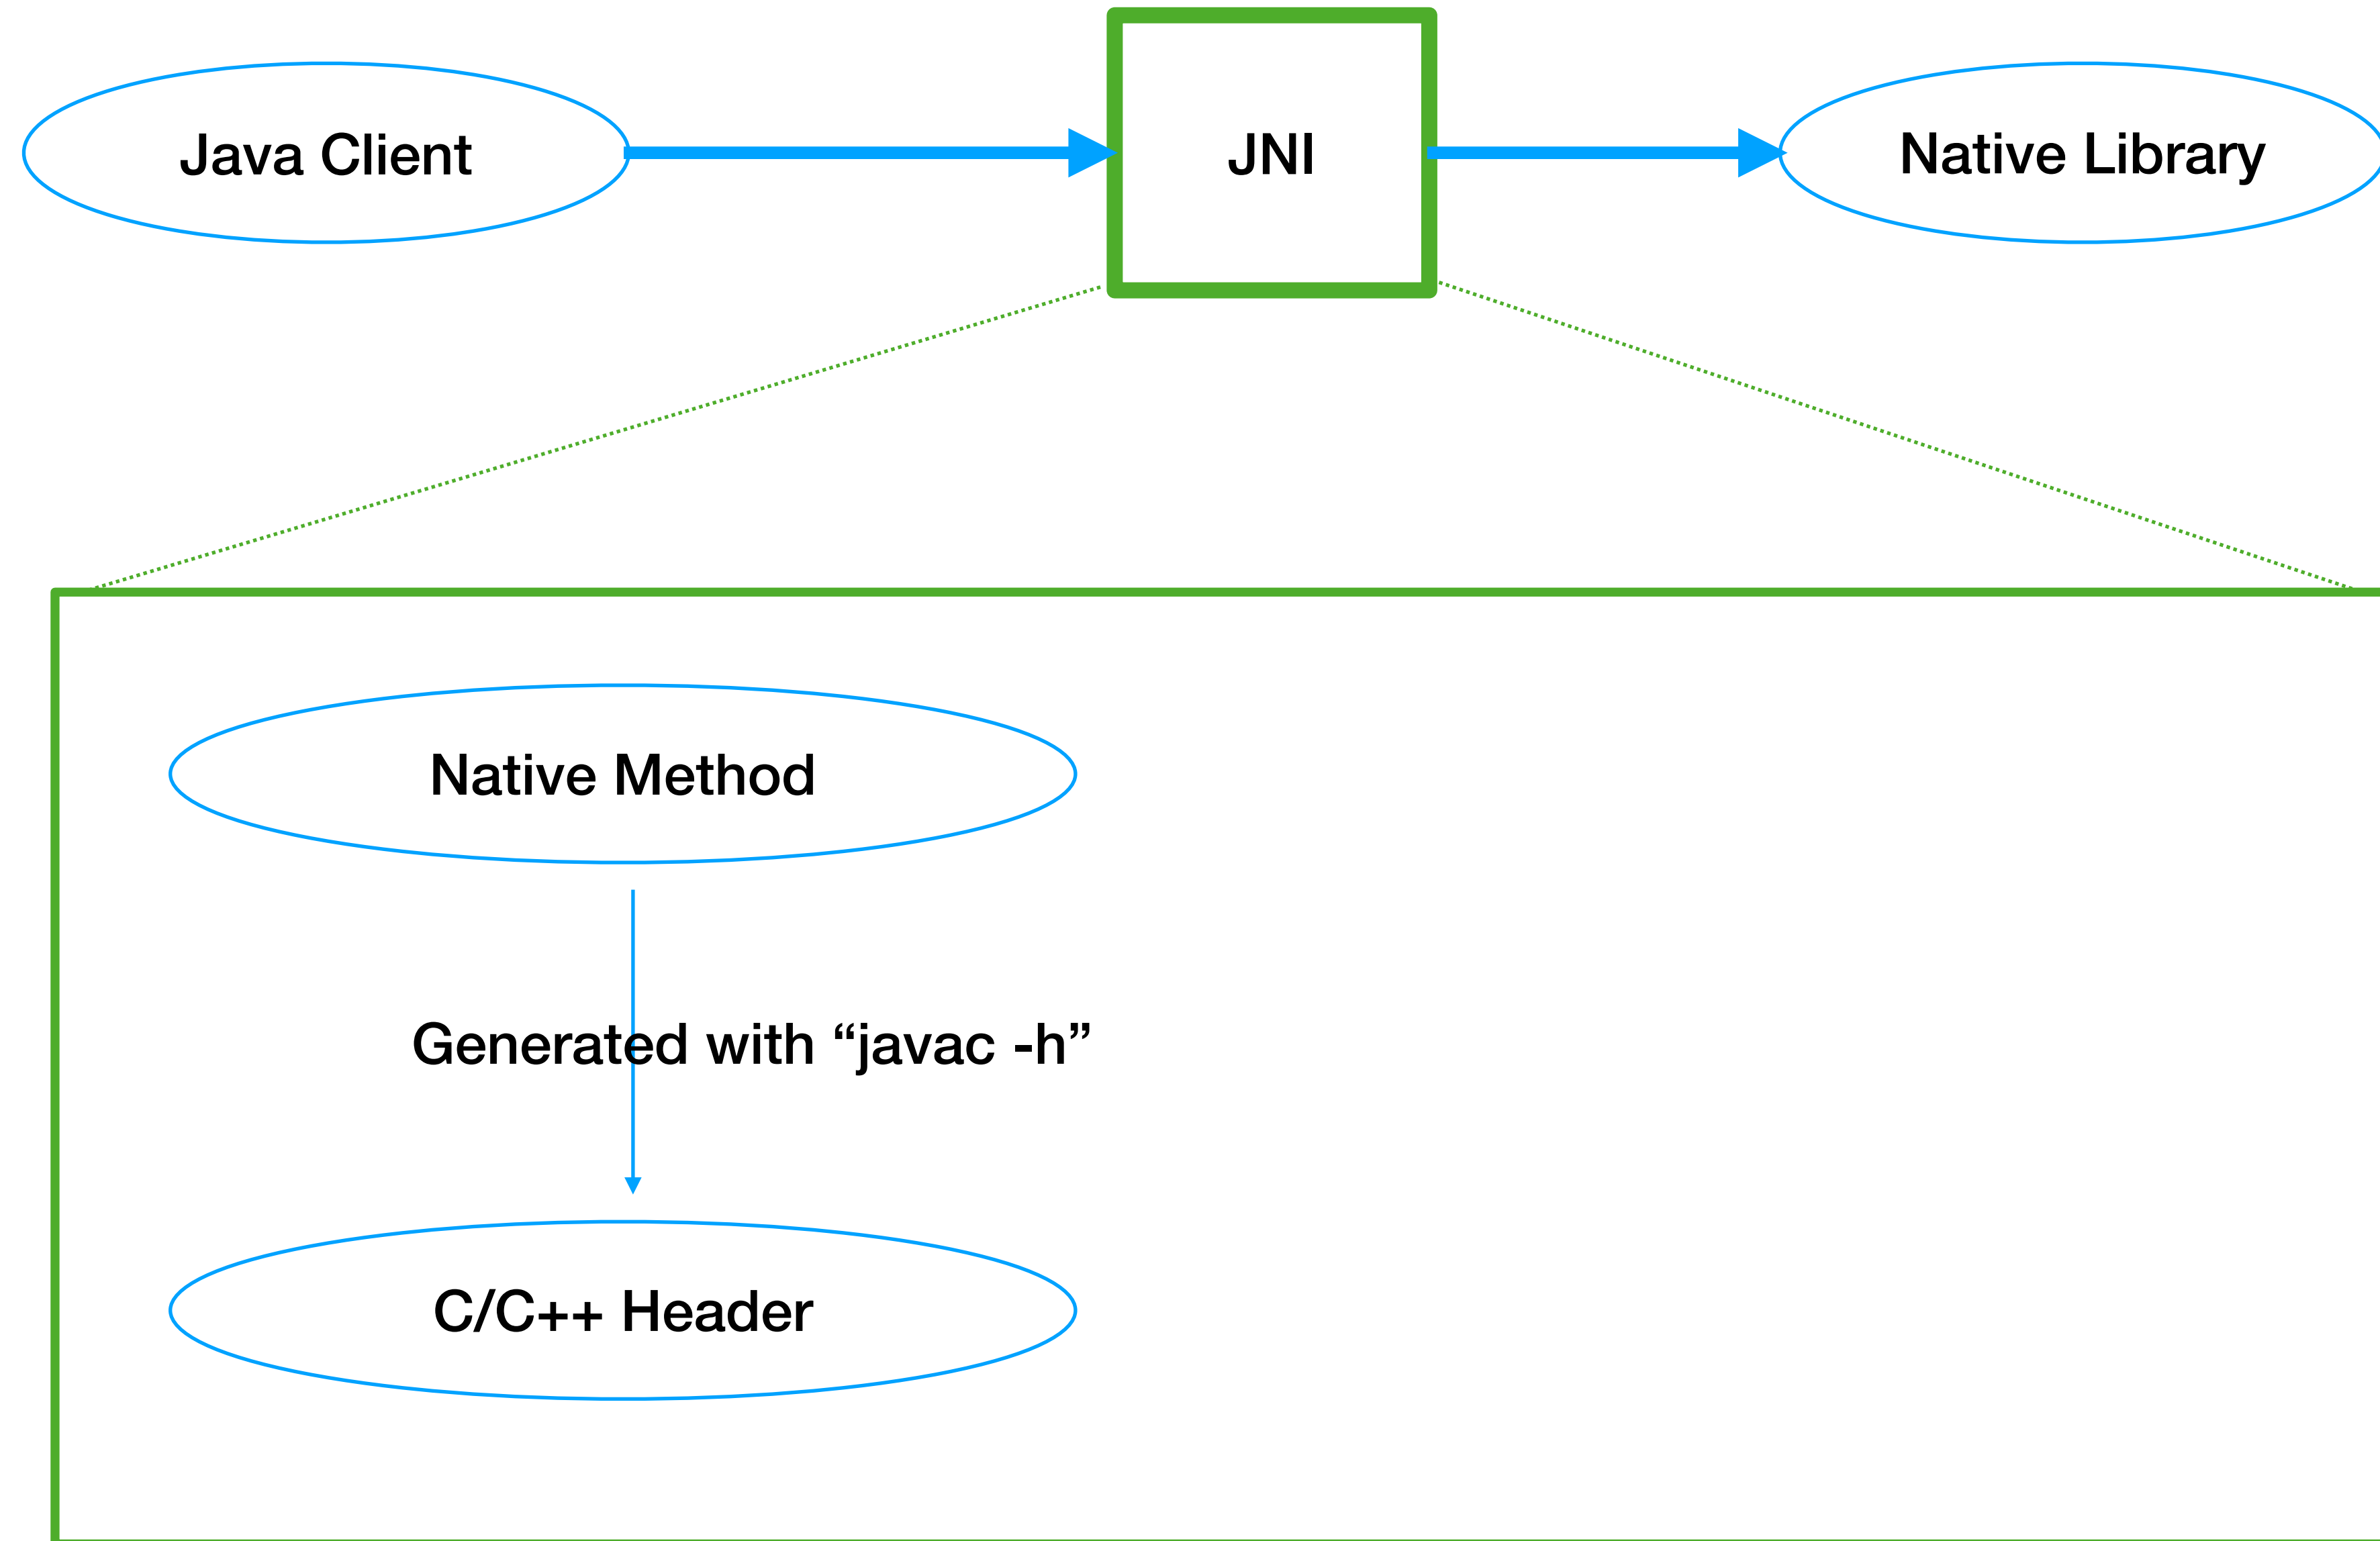 Java Client
JNI
Native Library
Native Method
Generated with “javac -h”
C/C++ Header